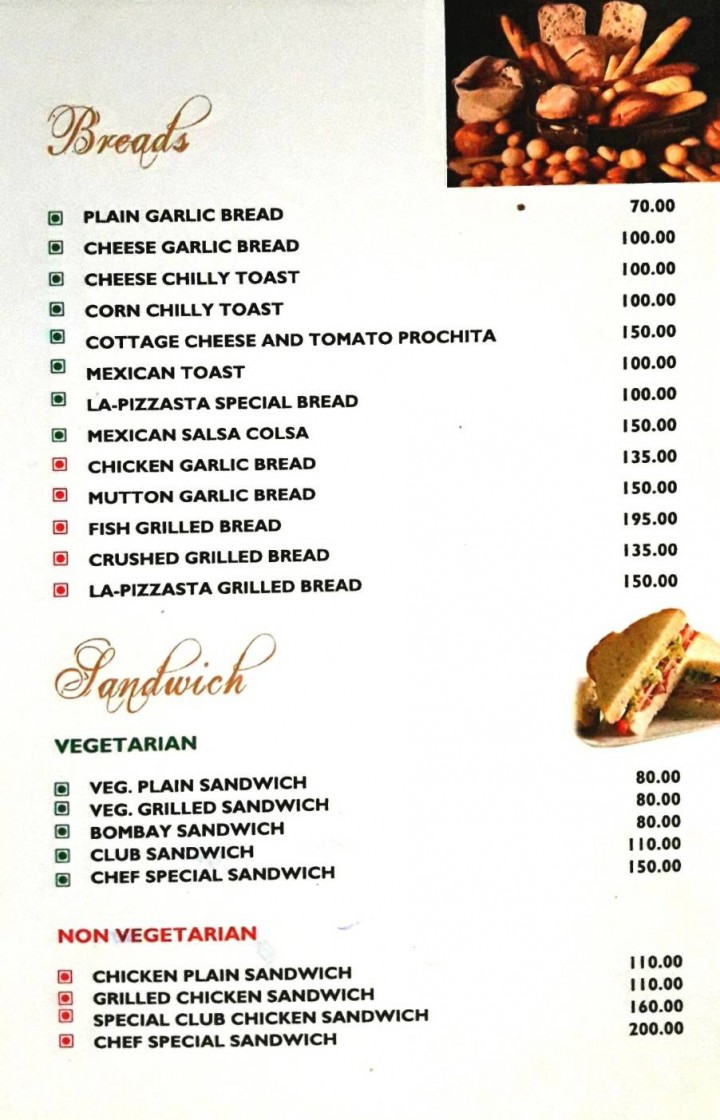 Breads
PLAIN GARLIC BREAD 70.00
CHEESE GARLIC BREAD 100.00
CHEESE CHILLY TOAST 100.00
CORN CHILLY TOAST 100.00
COTTAGE CHEESE AND TOMATO PROCHITA 150.00
MEXICAN TOAST 100.00
LA-PIZZASTA SPECIAL BREAD 100.00
MEXICAN SALSA COLSA 150.00
CHICKEN GARLIC BREAD 135.00
MUTTON GARLIC BREAD 150.00
FISH GRILLED BREAD 195.00
CRUSHED GRILLED BREAD 135.00
LA-PIZZASTA GRILLED BREAD 150.00
Sandwich
VEGETARIAN
VEG. PLAIN SANDWICH 80.00
VEG. GRILLED SANDWICH 80.00
BOMBAY SANDWICH 80.00
CLUB SANDWICH 110.00
CHEF SPECIAL SANDWICH 150.00
NON VEGETARIAN
CHICKEN PLAIN SANDWICH 110.00
GRILLED CHICKEN SANDWICH 110.00
SPECIAL CLUB CHICKEN SANDWICH 160.00
CHEF SPECIAL SANDWICH 200.00